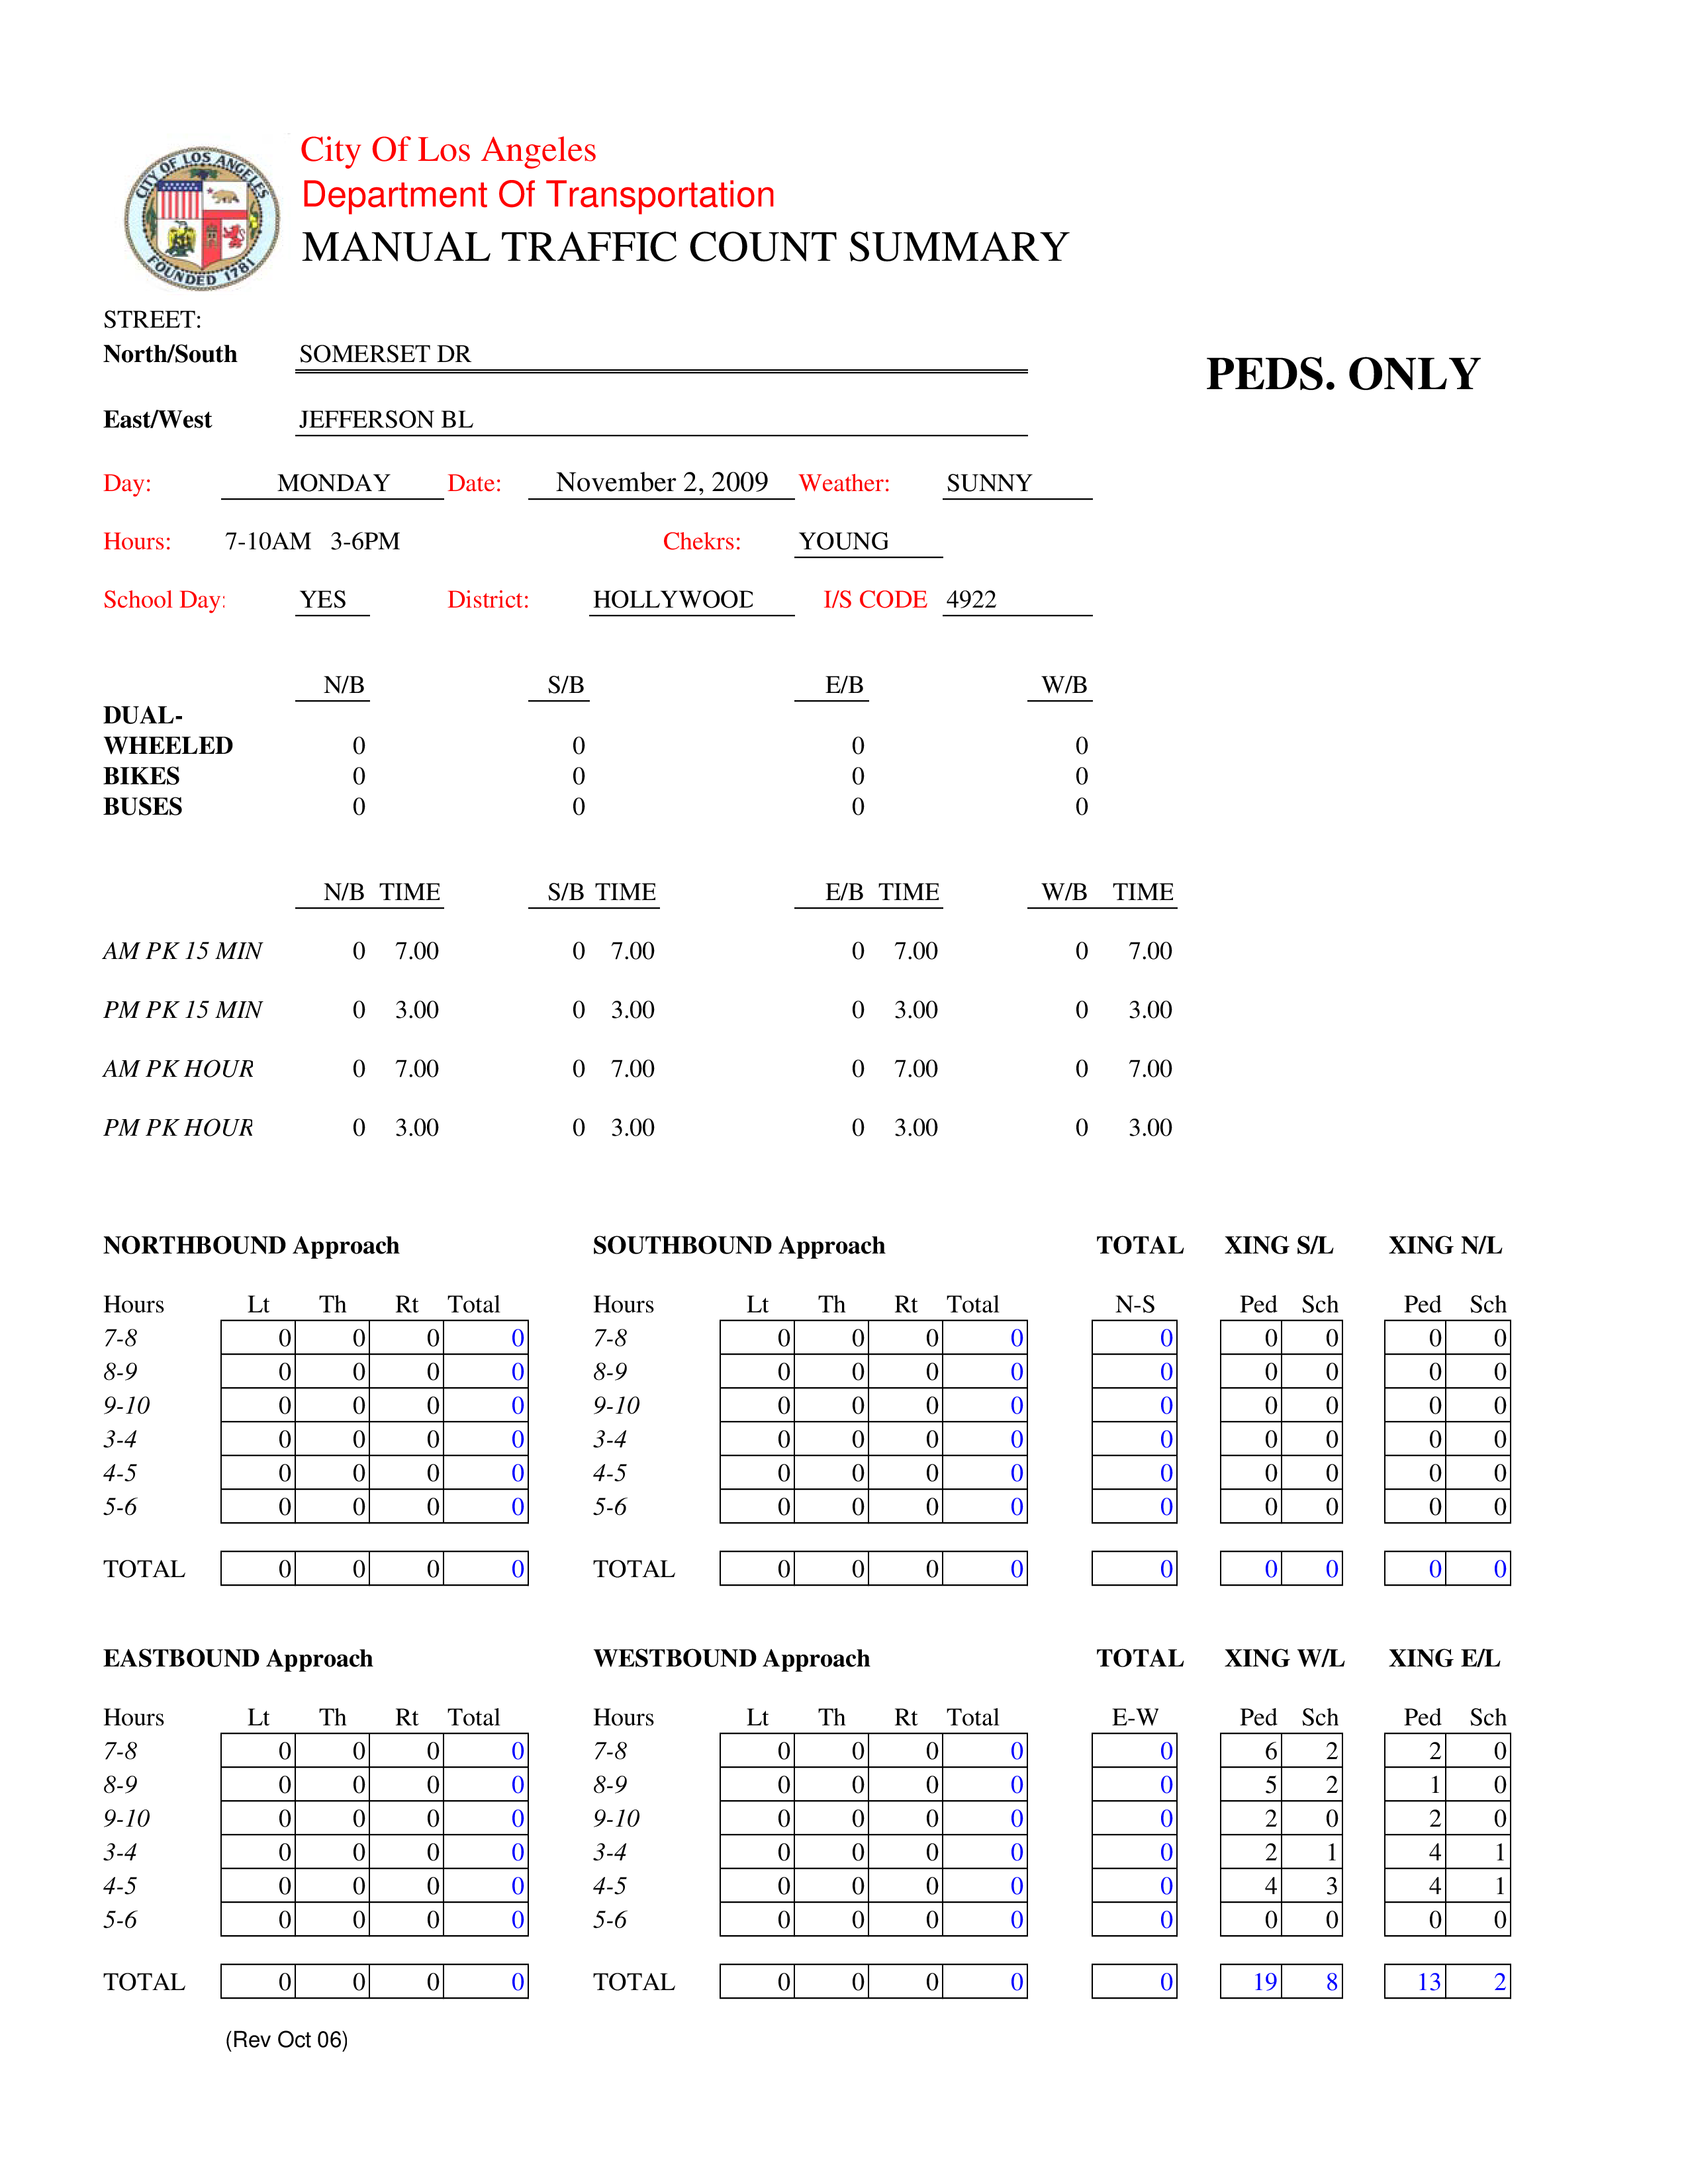 CITY OF LOS ANGELES
FOUNDED 1781
City Of Los Angeles
Department Of Transportation
MANUAL TRAFFIC COUNT SUMMARY
STREET:
North/South SOMERSET DR
PEDS. ONLY
East/West JEFFERSON BL
Day: MONDAY Date: November 2, 2009 Weather: SUNNY
Hours: 7-10AM 3-6PM Chekrs: YOUNG
School Day: YES District: HOLLYWOOD I/S CODE 4922
N/B S/B E/B W/B
DUAL-
WHEELED 0 0 0 0
BIKES 0 0 0 0
BUSES 0 0 0 0
N/B TIME S/B TIME E/B TIME W/B TIME
AM PK 15 MIN 0 7.00 0 7.00 0 7.00 0 7.00
PM PK 15 MIN 0 3.00 0 3.00 0 3.00 0 3.00
AM PK HOUR 0 7.00 0 7.00 0 7.00 0 7.00
PM PK HOUR 0 3.00 0 3.00 0 3.00 0 3.00
NORTHBOUND Approach SOUTHBOUND Approach TOTAL XING S/L XING N/L
Hours Lt Th Rt Total Hours Lt Th Rt Total N-S Ped Sch Ped Sch
7-8 0 0 0 0 7-8 0 0 0 0 0 0 0 0 0
8-9 0 0 0 0 8-9 0 0 0 0 0 0 0 0 0
9-10 0 0 0 0 9-10 0 0 0 0 0 0 0 0 0
3-4 0 0 0 0 3-4 0 0 0 0 0 0 0 0 0
4-5 0 0 0 0 4-5 0 0 0 0 0 0 0 0 0
5-6 0 0 0 0 5-6 0 0 0 0 0 0 0 0 0
TOTAL 0 0 0 0 TOTAL 0 0 0 0 0 0 0 0 0
EASTBOUND Approach WESTBOUND Approach TOTAL XING W/L XING E/L
Hours Lt Th Rt Total Hours Lt Th Rt Total E-W Ped Sch Ped Sch
7-8 0 0 0 0 7-8 0 0 0 0 0 6 2 2 0
8-9 0 0 0 0 8-9 0 0 0 0 0 5 2 1 0
9-10 0 0 0 0 9-10 0 0 0 0 0 2 0 2 0
3-4 0 0 0 0 3-4 0 0 0 0 0 2 1 4 1
4-5 0 0 0 0 4-5 0 0 0 0 0 4 3 4 1
5-6 0 0 0 0 5-6 0 0 0 0 0 0 0 0 0
TOTAL 0 0 0 0 TOTAL 0 0 0 0 0 19 8 13 2
(Rev Oct 06)